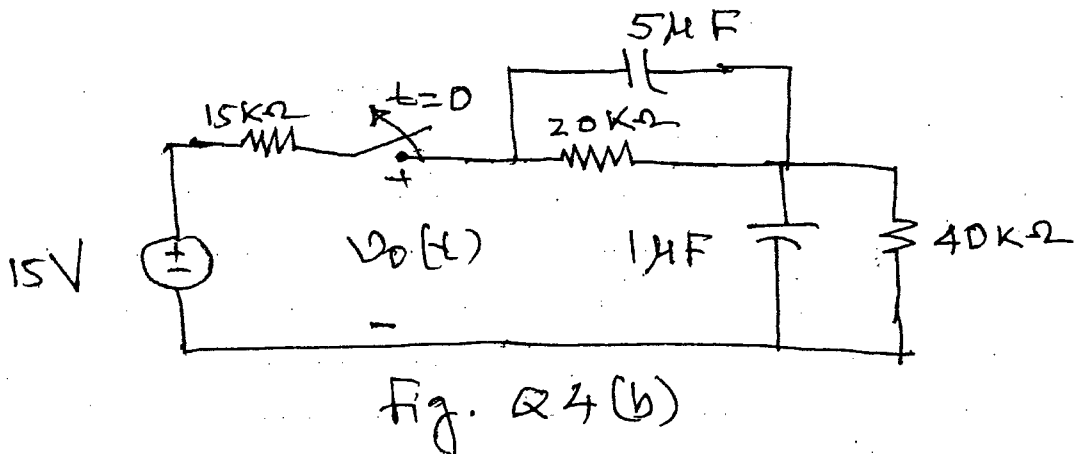 5μF
15KΩ
t=0
20KΩ
+
15V
+
-
v₀(t)
-
1μF
40KΩ
Fig. Q4(b)